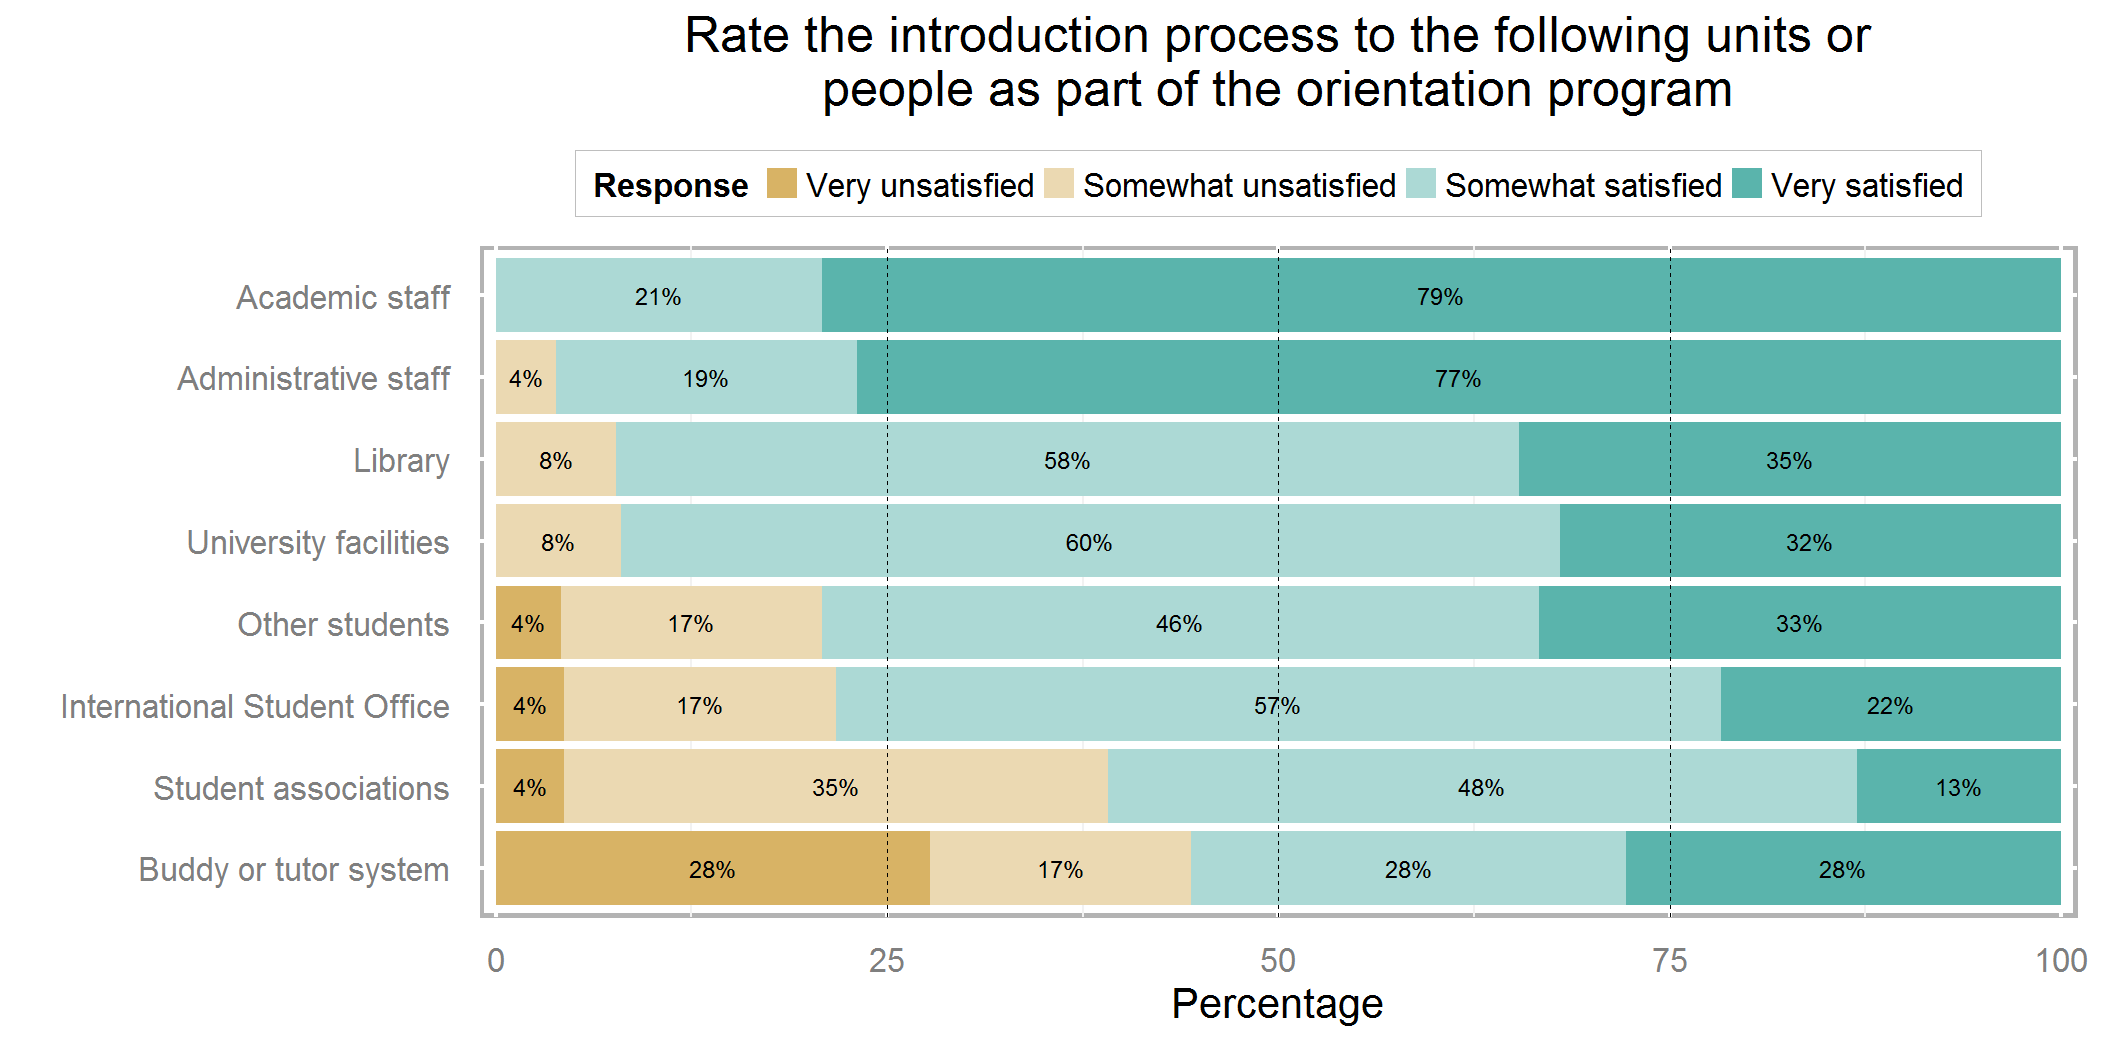 Rate the introduction process to the following units or
people as part of the orientation program
Response Very unsatisfied Somewhat unsatisfied Somewhat satisfied Very satisfied
Academic staff 21% 79%
Administrative staff 4% 19% 77%
Library 8% 58% 35%
University facilities 8% 60% 32%
Other students 4% 17% 46% 33%
International Student Office 4% 17% 57% 22%
Student associations 4% 35% 48% 13%
Buddy or tutor system 28% 17% 28% 28%
0 25 50 75 100
Percentage